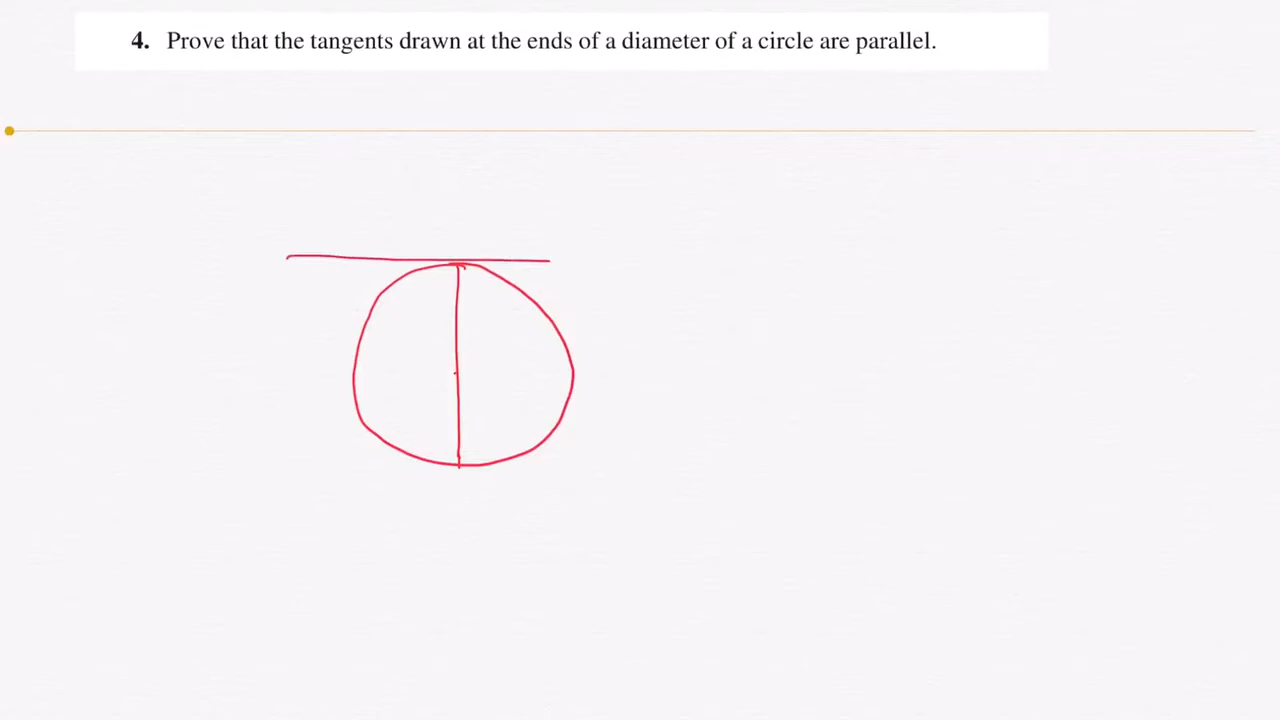 4. Prove that the tangents drawn at the ends of a diameter of a circle are parallel.